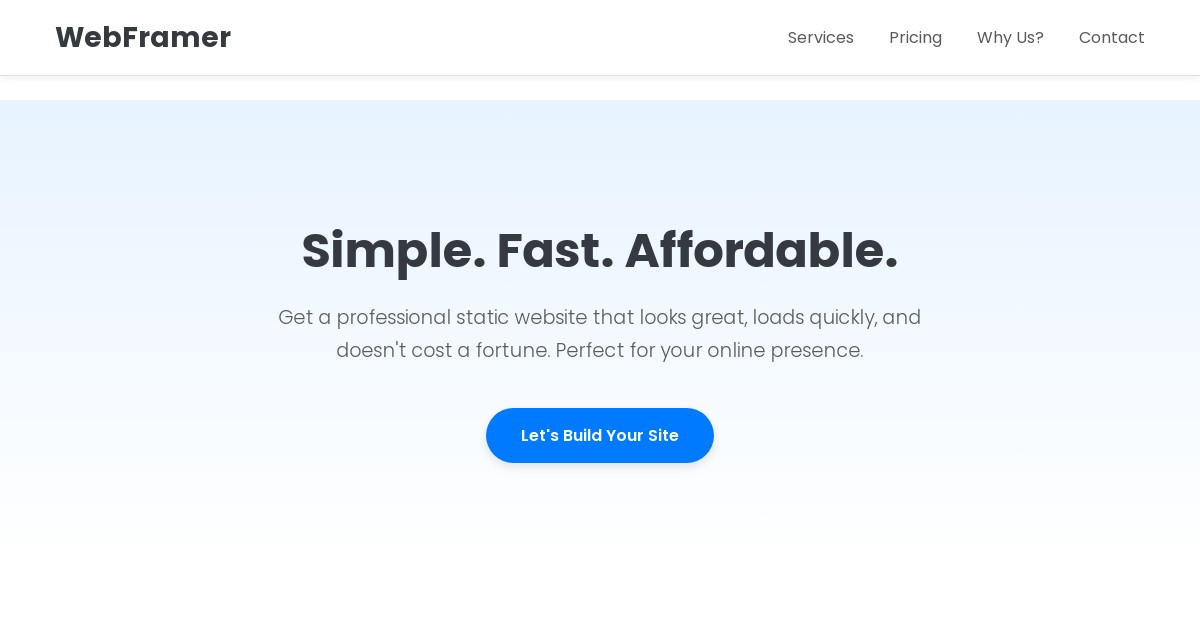 WebFramer
Services
Pricing
Why Us?
Contact
Simple. Fast. Affordable.
Get a professional static website that looks great, loads quickly, and
doesn't cost a fortune. Perfect for your online presence.
Let's Build Your Site